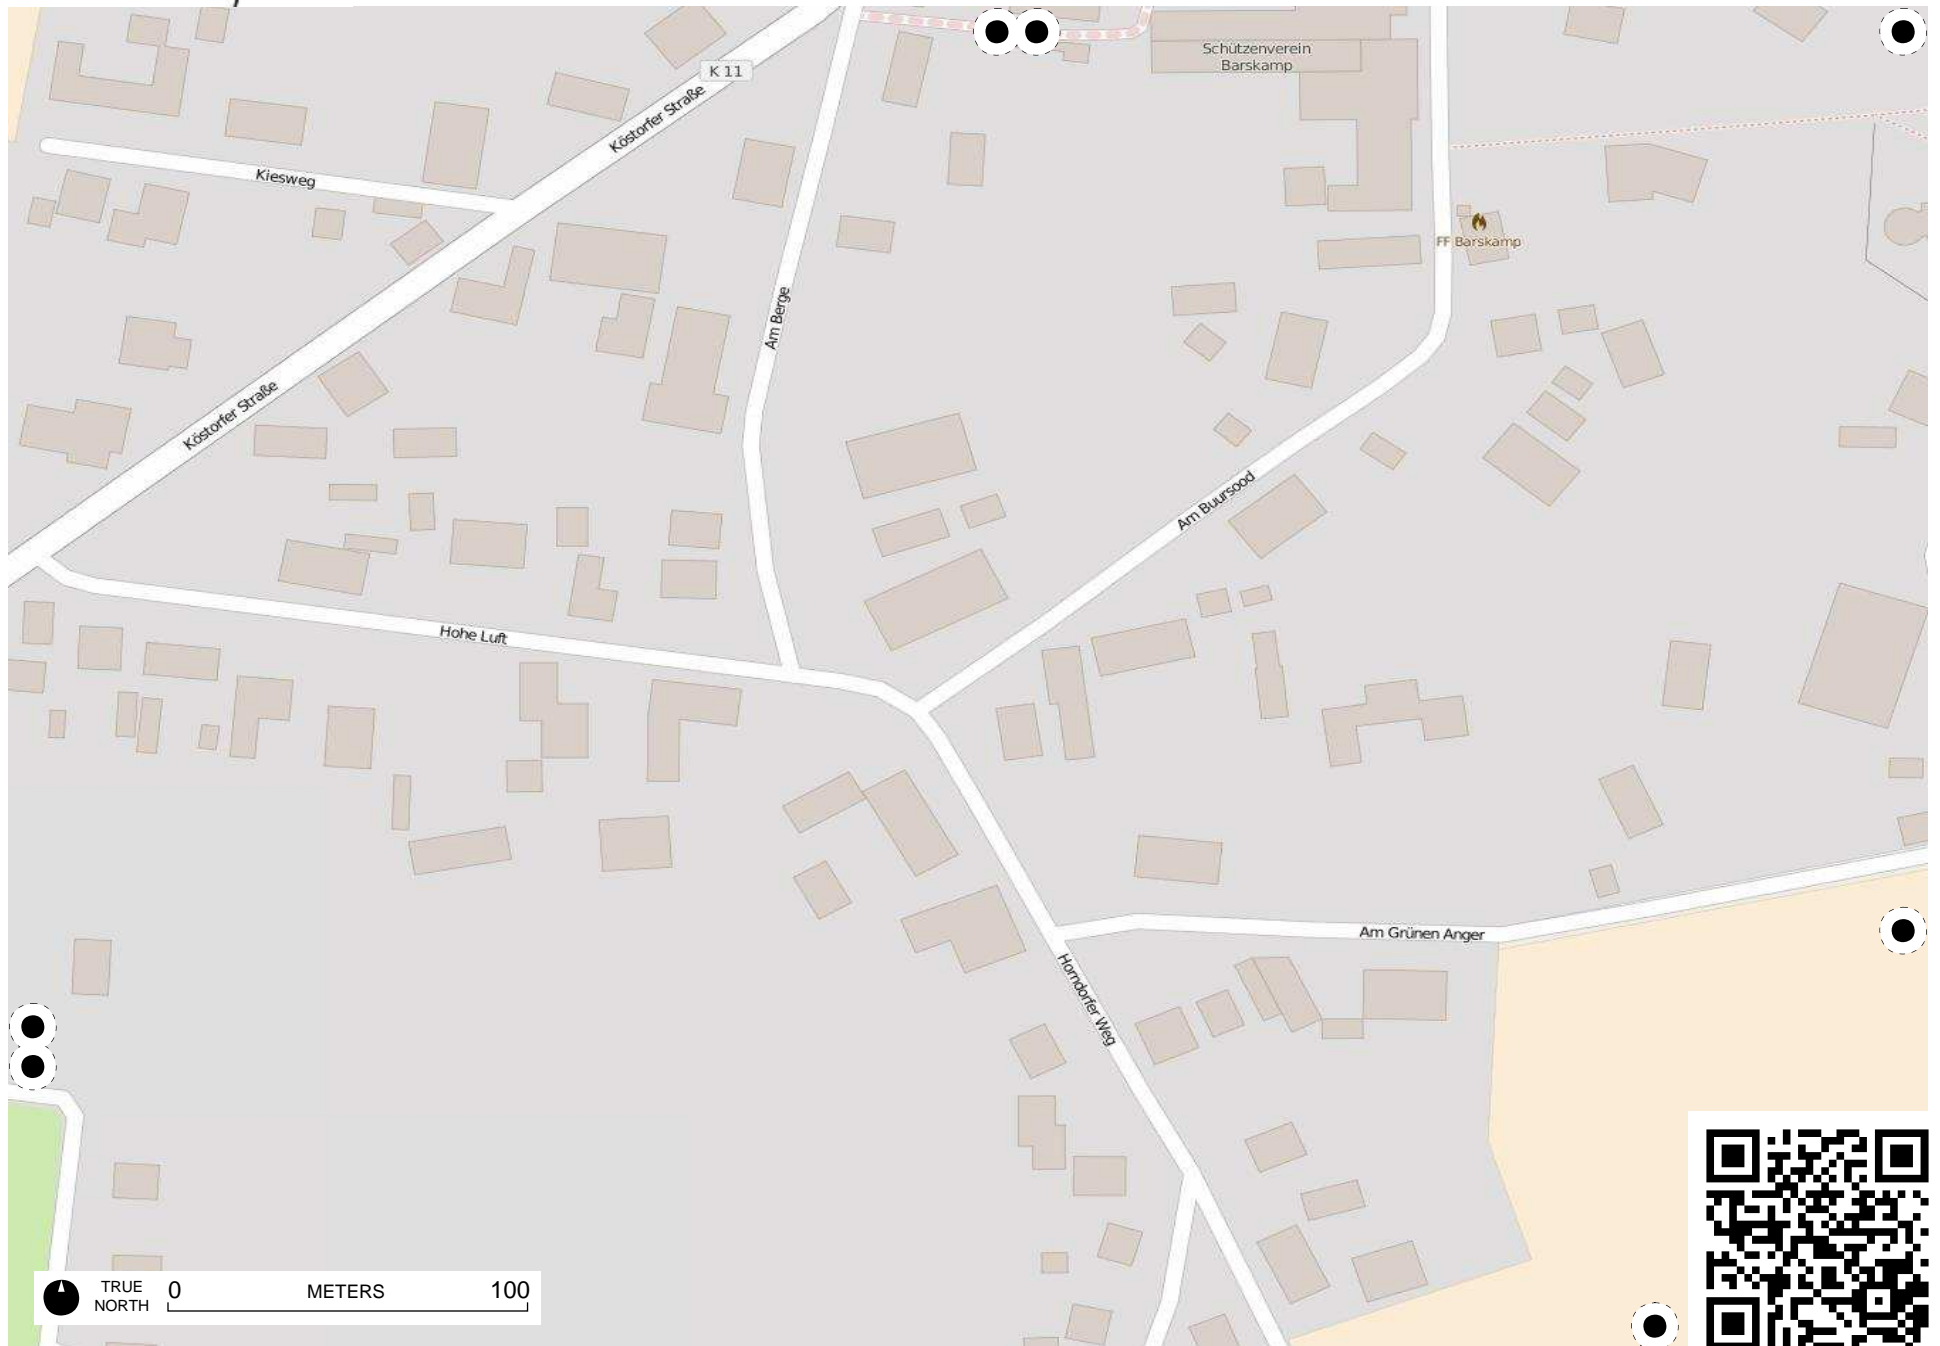 Schützenverein
Barskamp
K 11
Köstorfer Straße
Kiesweg
FF Barskamp
Am Berge
Köstorfer Straße
Am Buursood
Hohe Luft
Am Grünen Anger
Horndorfer Weg
TRUE
NORTH
0 METERS 100